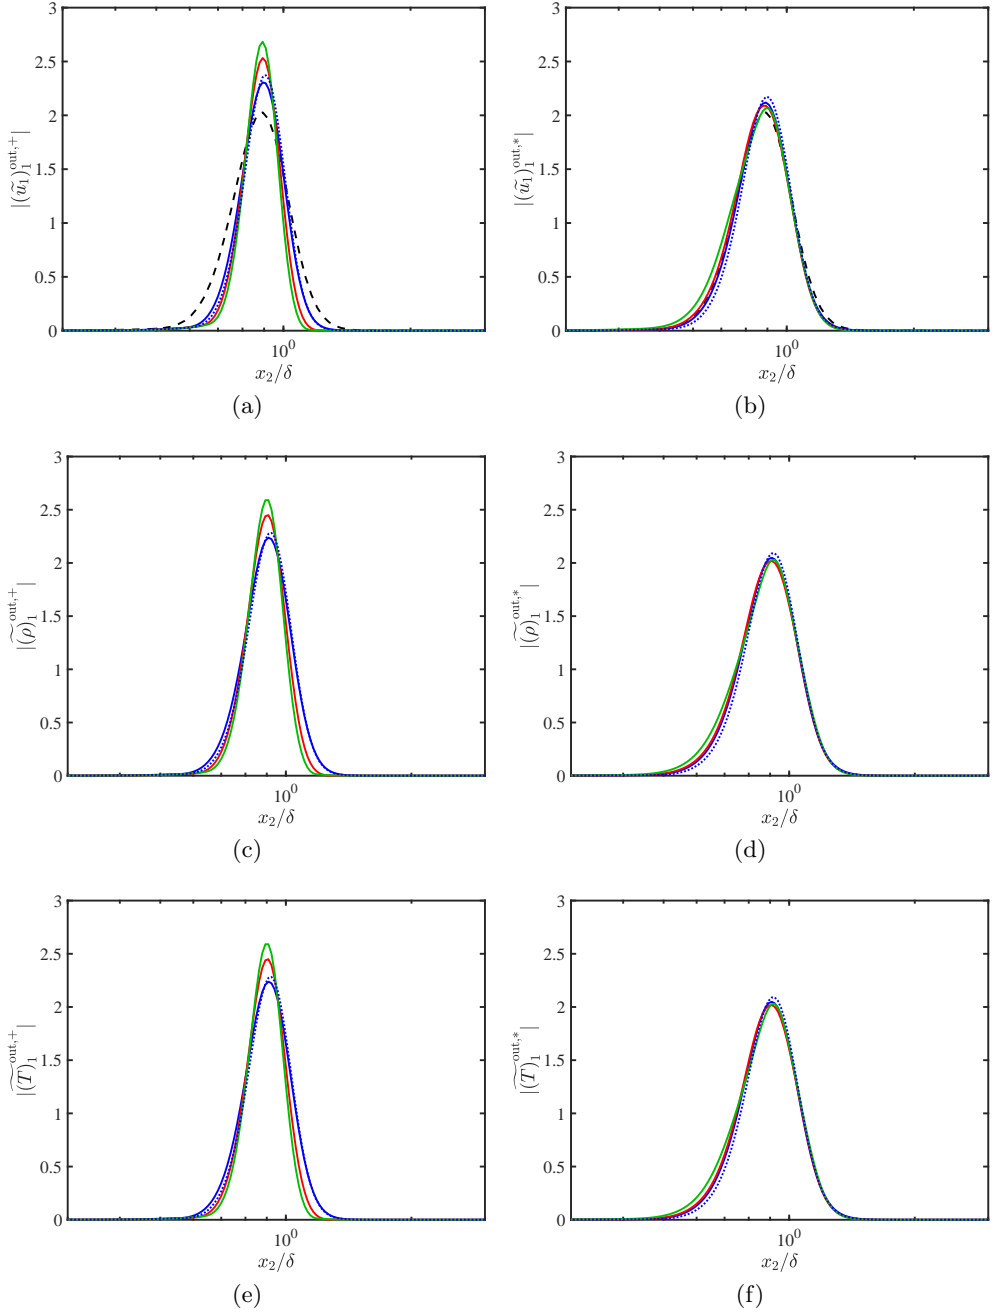 3
2.5
2
1.5
1
0.5
0
|(ũ₁)₁^{out,+}|
10⁰
x₂/δ
(a)
3
2.5
2
1.5
1
0.5
0
|(ũ₁)₁^{out,*}|
10⁰
x₂/δ
(b)
3
2.5
2
1.5
1
0.5
0
|(ρ)͂₁^{out,+}|
10⁰
x₂/δ
(c)
3
2.5
2
1.5
1
0.5
0
|(ρ)͂₁^{out,*}|
10⁰
x₂/δ
(d)
3
2.5
2
1.5
1
0.5
0
|(T)͂₁^{out,+}|
10⁰
x₂/δ
(e)
3
2.5
2
1.5
1
0.5
0
|(T)͂₁^{out,*}|
10⁰
x₂/δ
(f)